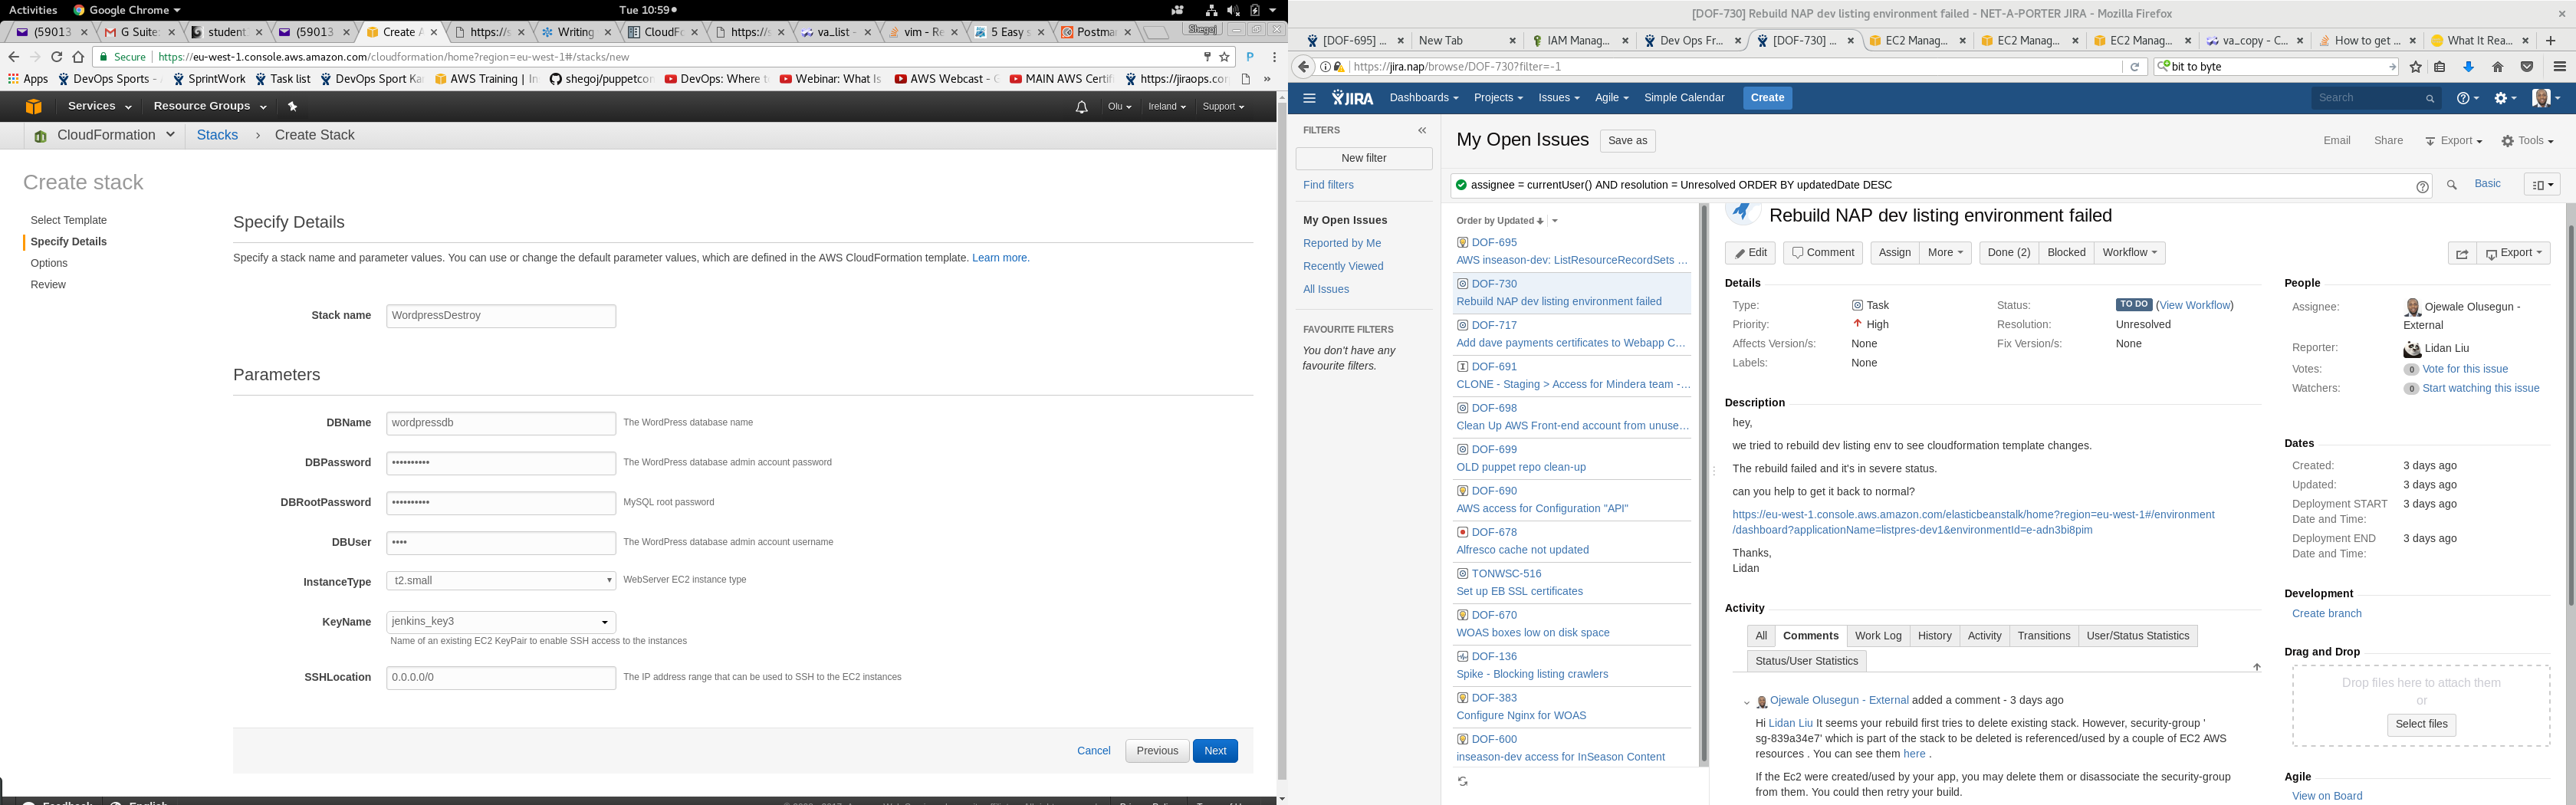 Activities Google Chrome Tue 10:59
(59013 G Suite: student. (59013 Create A https://s Writing CloudFo https://s va_list - vim - Re 5 Easy s Postmar Shegoj
Secure https://eu-west-1.console.aws.amazon.com/cloudformation/home?region=eu-west-1#/stacks/new
Apps DevOps Sports - SprintWork Task list DevOps Sport Ka AWS Training | In shegoj/puppetcon DevOps: Where t Webinar: What Is AWS Webcast - C MAIN AWS Certif https://jiraops.co »
Services Resource Groups Olu Ireland Support
CloudFormation Stacks › Create Stack
Create stack
Select Template
Specify Details
Options
Review
Specify Details
Specify a stack name and parameter values. You can use or change the default parameter values, which are defined in the AWS CloudFormation template. Learn more.
Stack name WordpressDestroy
Parameters
DBName wordpressdb The WordPress database name
DBPassword •••••••••• The WordPress database admin account password
DBRootPassword •••••••••• MySQL root password
DBUser •••• The WordPress database admin account username
InstanceType t2.small WebServer EC2 instance type
KeyName jenkins_key3
Name of an existing EC2 KeyPair to enable SSH access to the instances
SSHLocation 0.0.0.0/0 The IP address range that can be used to SSH to the EC2 instances
Cancel Previous Next
Feedback English
[DOF-730] Rebuild NAP dev listing environment failed - NET-A-PORTER JIRA - Mozilla Firefox
[DOF-695] ... New Tab IAM Manag... Dev Ops Fr... [DOF-730] ... EC2 Manag... EC2 Manag... EC2 Manag... va_copy - C... How to get ... What It Rea...
https://jira.nap/browse/DOF-730?filter=-1 bit to byte
JIRA Dashboards Projects Issues Agile Simple Calendar Create Search
FILTERS «
New filter
Find filters
My Open Issues
Reported by Me
Recently Viewed
All Issues
FAVOURITE FILTERS
You don't have any
favourite filters.
My Open Issues Save as Email Share Export Tools
assignee = currentUser() AND resolution = Unresolved ORDER BY updatedDate DESC Basic
Order by Updated
DOF-695
AWS inseason-dev: ListResourceRecordSets ...
DOF-730
Rebuild NAP dev listing environment failed
DOF-717
Add dave payments certificates to Webapp C...
DOF-691
CLONE - Staging > Access for Mindera team -...
DOF-698
Clean Up AWS Front-end account from unuse...
DOF-699
OLD puppet repo clean-up
DOF-690
AWS access for Configuration "API"
DOF-678
Alfresco cache not updated
TONWSC-516
Set up EB SSL certificates
DOF-670
WOAS boxes low on disk space
DOF-136
Spike - Blocking listing crawlers
DOF-383
Configure Nginx for WOAS
DOF-600
inseason-dev access for InSeason Content
Rebuild NAP dev listing environment failed
Edit Comment Assign More Done (2) Blocked Workflow Export
Details
Type: Task Status: TO DO (View Workflow)
Priority: High Resolution: Unresolved
Affects Version/s: None Fix Version/s: None
Labels: None
Description
hey,
we tried to rebuild dev listing env to see cloudformation template changes.
The rebuild failed and it's in severe status.
can you help to get it back to normal?
https://eu-west-1.console.aws.amazon.com/elasticbeanstalk/home?region=eu-west-1#/environment
/dashboard?applicationName=listpres-dev1&environmentId=e-adn3bi8pim
Thanks,
Lidan
Activity
All Comments Work Log History Activity Transitions User/Status Statistics
Status/User Statistics
Ojewale Olusegun - External added a comment - 3 days ago
Hi Lidan Liu It seems your rebuild first tries to delete existing stack. However, security-group '
sg-839a34e7' which is part of the stack to be deleted is referenced/used by a couple of EC2 AWS
resources . You can see them here .
If the Ec2 were created/used by your app, you may delete them or disassociate the security-group
from them. You could then retry your build.
People
Assignee: Ojewale Olusegun -
External
Reporter: Lidan Liu
Votes: 0 Vote for this issue
Watchers: 0 Start watching this issue
Dates
Created: 3 days ago
Updated: 3 days ago
Deployment START 3 days ago
Date and Time:
Deployment END 3 days ago
Date and Time:
Development
Create branch
Drag and Drop
Drop files here to attach them
or
Select files
Agile
View on Board